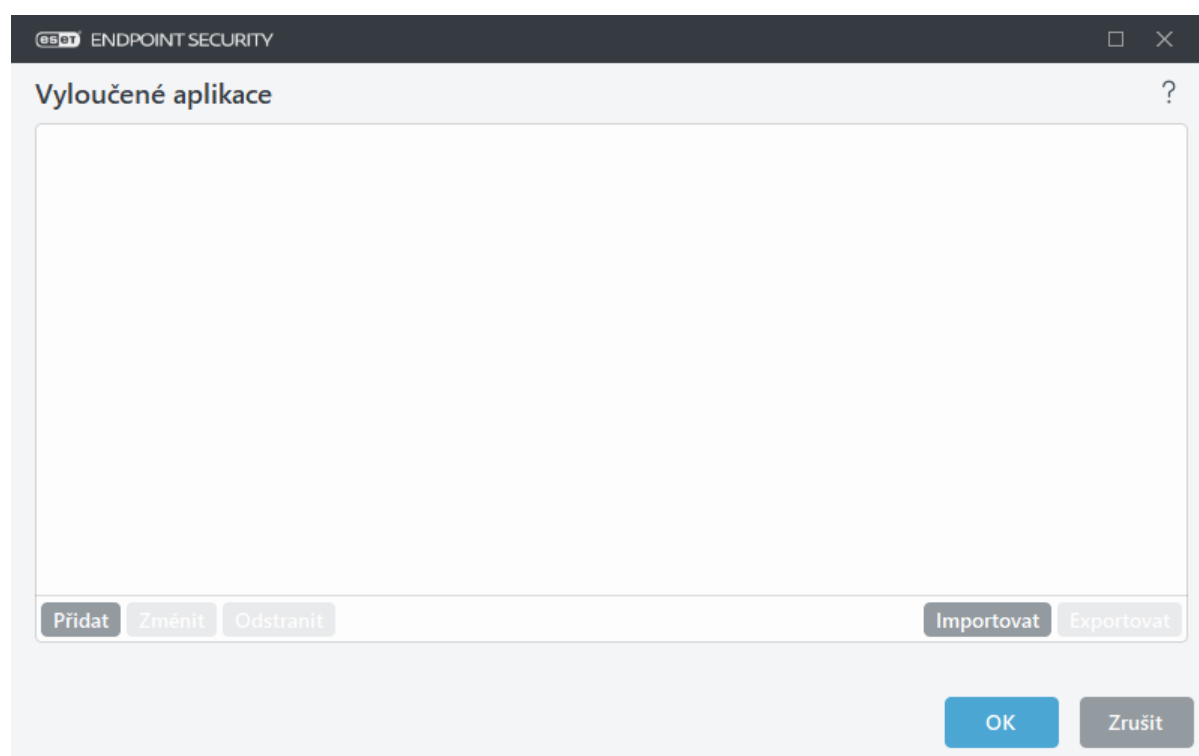 eseT ENDPOINT SECURITY
Vyloučené aplikace
?
Přidat Změnit Odstranit Importovat Exportovat
OK Zrušit